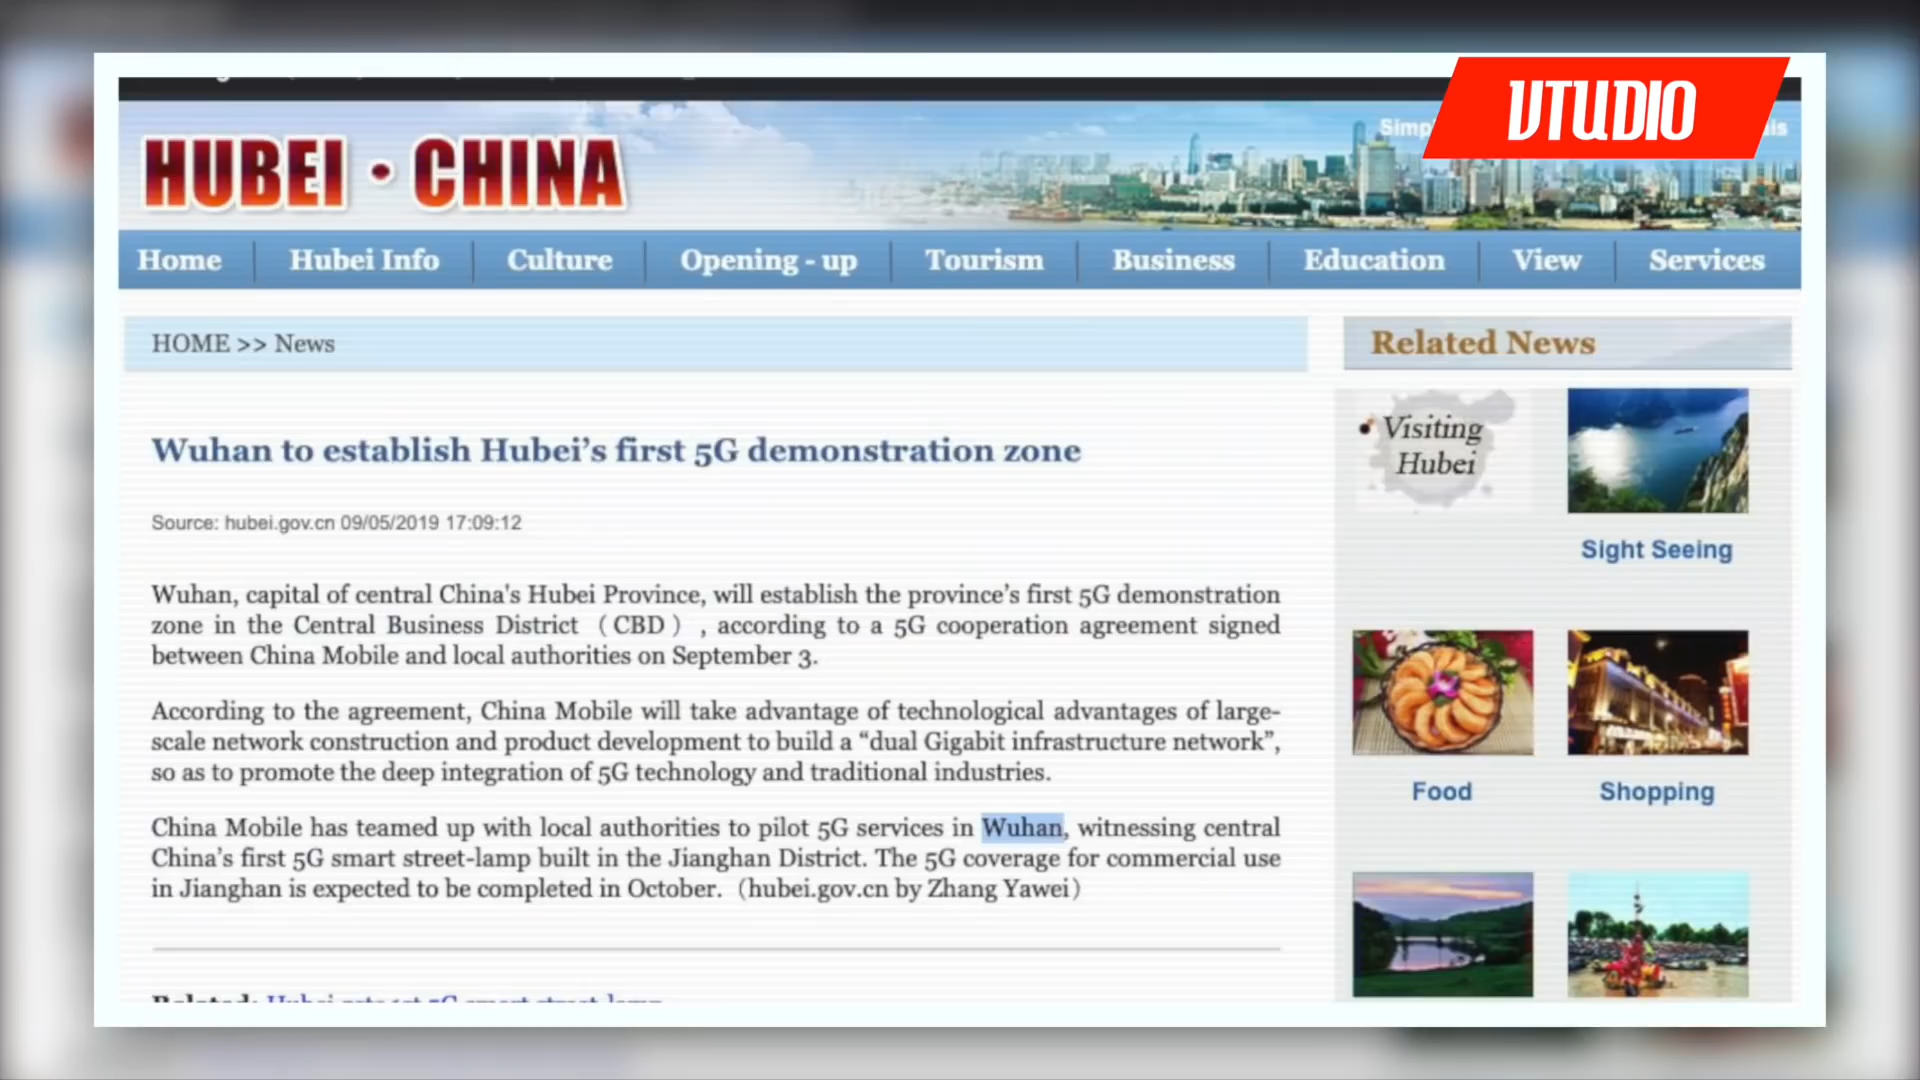 VTUDIO
HUBEI · CHINA
Home
Hubei Info
Culture
Opening - up
Tourism
Business
Education
View
Services
HOME >> News
Related News
Wuhan to establish Hubei’s first 5G demonstration zone
Source: hubei.gov.cn 09/05/2019 17:09:12
Wuhan, capital of central China's Hubei Province, will establish the province’s first 5G demonstration
zone in the Central Business District（CBD）, according to a 5G cooperation agreement signed
between China Mobile and local authorities on September 3.
According to the agreement, China Mobile will take advantage of technological advantages of large-
scale network construction and product development to build a “dual Gigabit infrastructure network”,
so as to promote the deep integration of 5G technology and traditional industries.
China Mobile has teamed up with local authorities to pilot 5G services in Wuhan, witnessing central
China’s first 5G smart street-lamp built in the Jianghan District. The 5G coverage for commercial use
in Jianghan is expected to be completed in October.（hubei.gov.cn by Zhang Yawei）
Visiting
Hubei
Sight Seeing
Food
Shopping